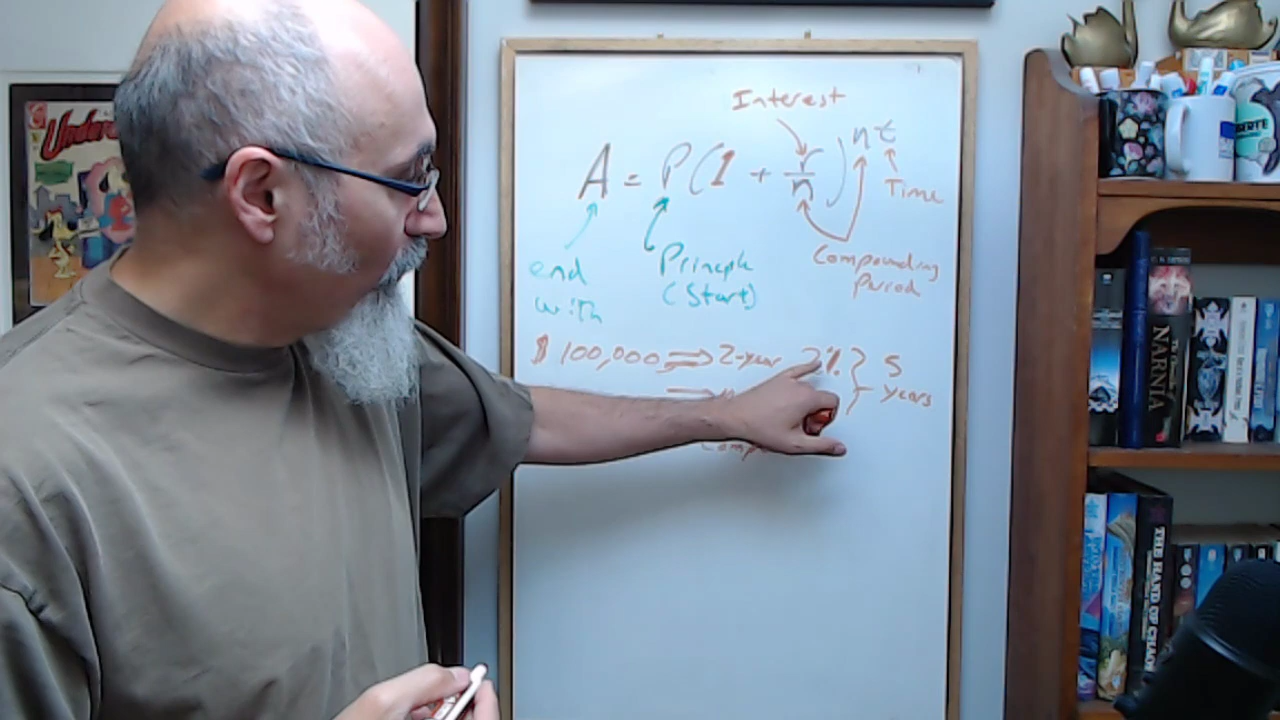 Interest
A = P(1 + r/n)nt
Time
Compounding
Period
end
with
Principle
(Start)
$100,000 ⇒ 2-year 2% } 5
years
NARNIA
THIS HAND OF CHAOS